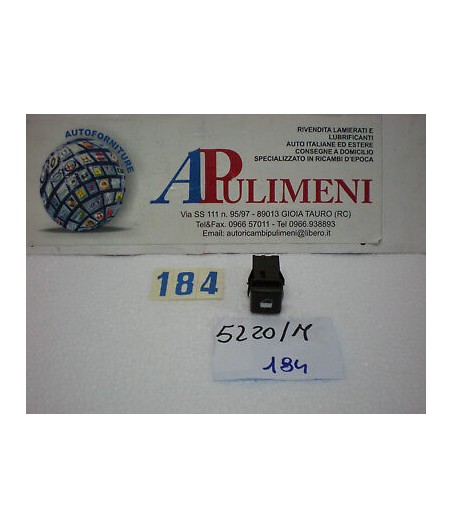 AUTOFORNITURE
RIVENDITA LAMIERATI E
LUBRIFICANTI
AUTO ITALIANE ED ESTERE
CONSEGNE A DOMICILIO
SPECIALIZZATO IN RICAMBI D'EPOCA
APULIMENI
Via SS 111 n. 95/97 - 89013 GIOIA TAURO (RC)
Tel&Fax. 0966 57011 - Tel 0966.938893
Email: autoricambipulimeni@libero.it
184
5220/M
184